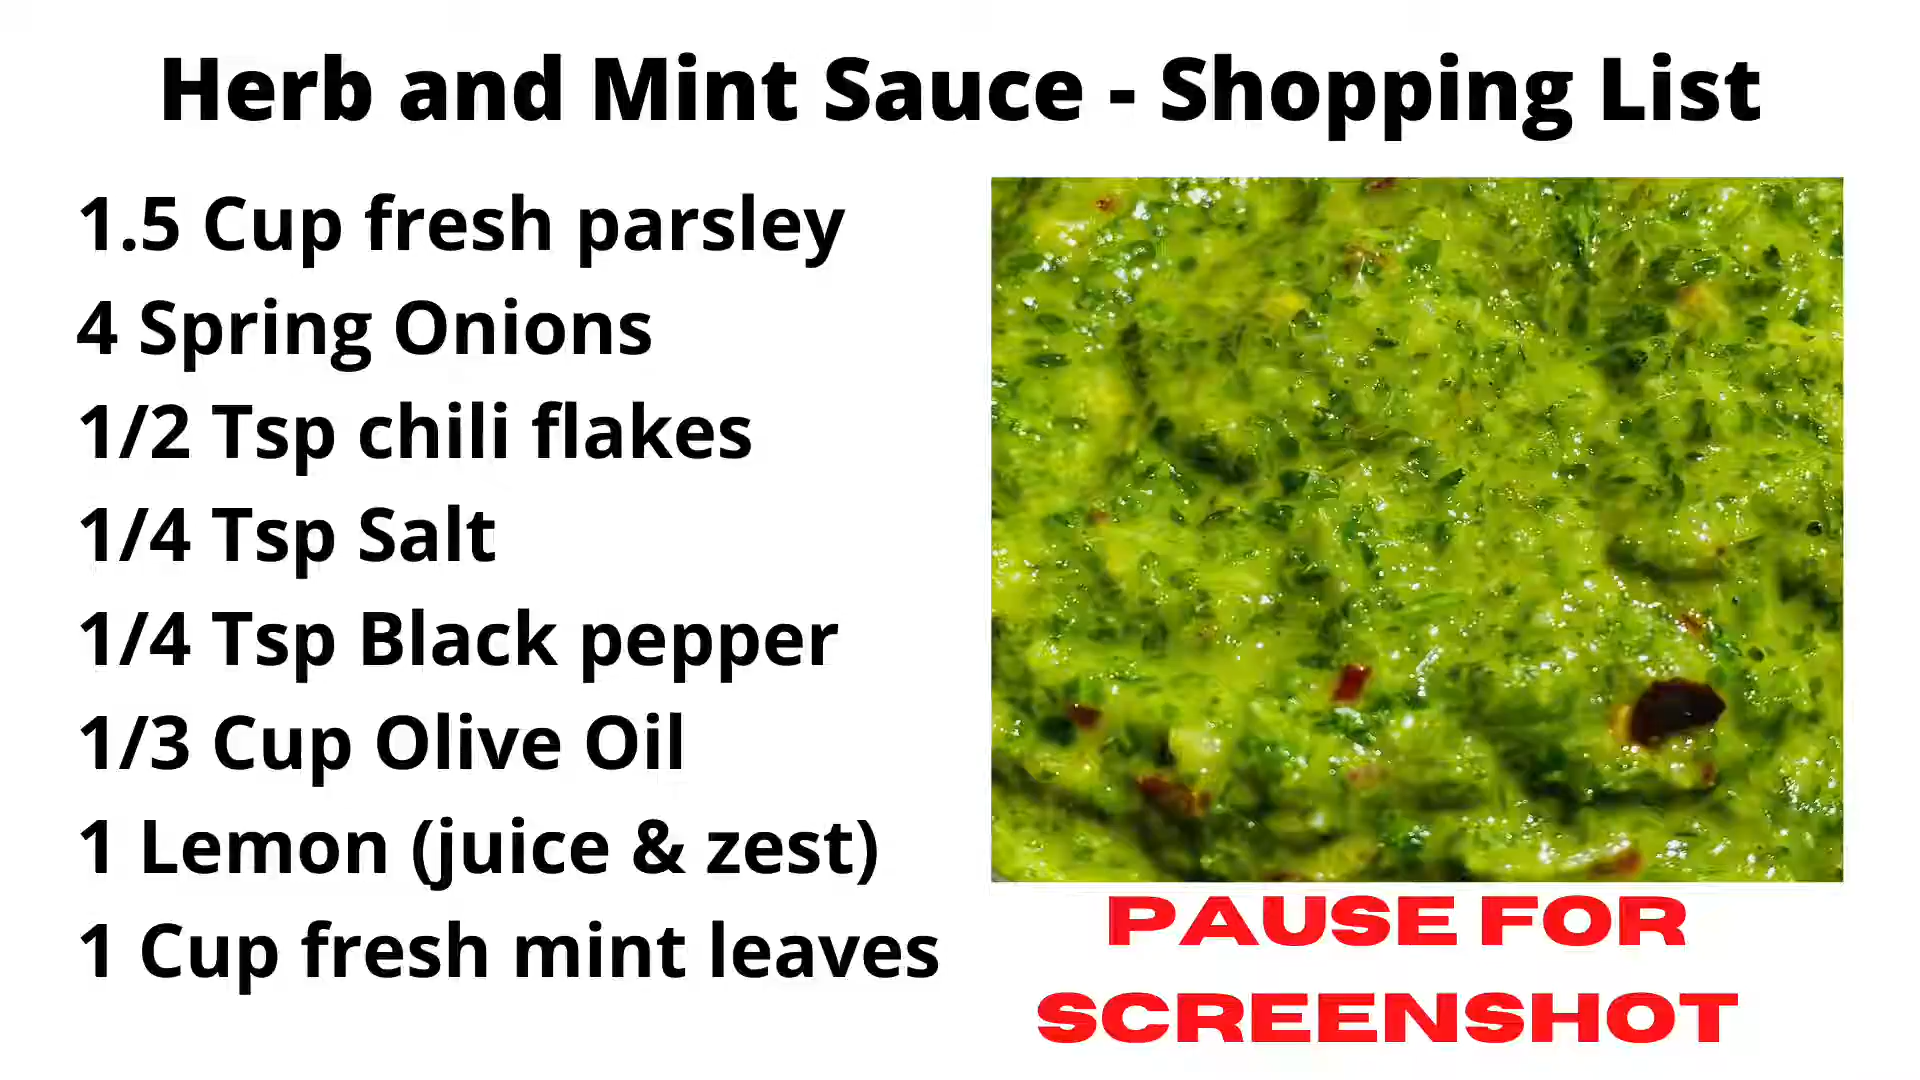 Herb and Mint Sauce - Shopping List
1.5 Cup fresh parsley
4 Spring Onions
1/2 Tsp chili flakes
1/4 Tsp Salt
1/4 Tsp Black pepper
1/3 Cup Olive Oil
1 Lemon (juice & zest)
1 Cup fresh mint leaves
PAUSE FOR
SCREENSHOT